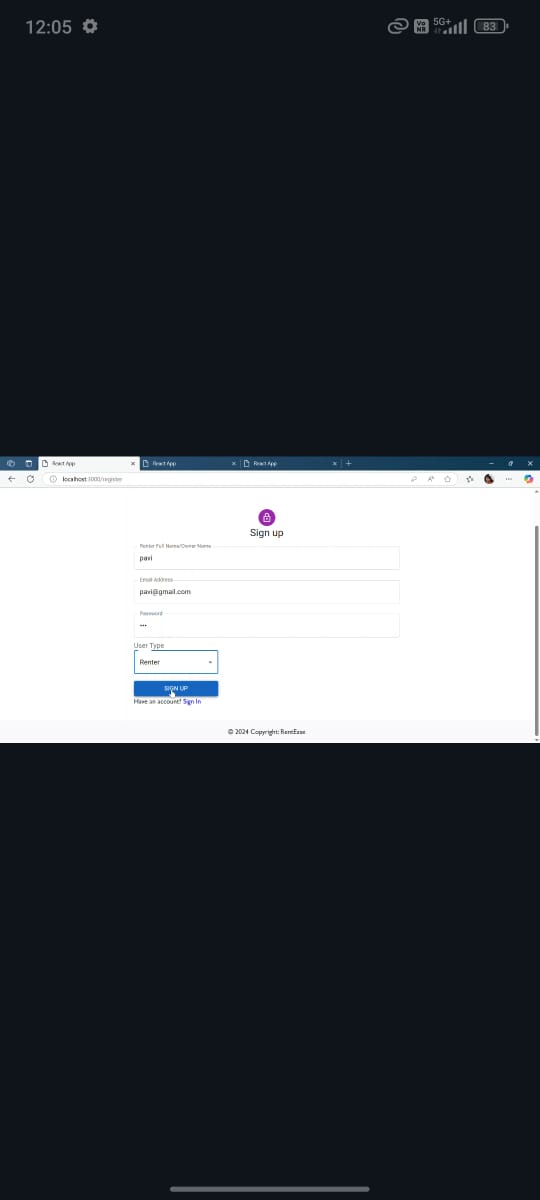 12:05
Vo NR
5G+
83
React App
React App
React App
localhost:3000/register
Sign up
Renter Full Name/Owner Name
pavi
Email Address
pavi@gmail.com
Password
•••
User Type
Renter
SIGN UP
Have an account? Sign In
© 2024 Copyright: RentEase